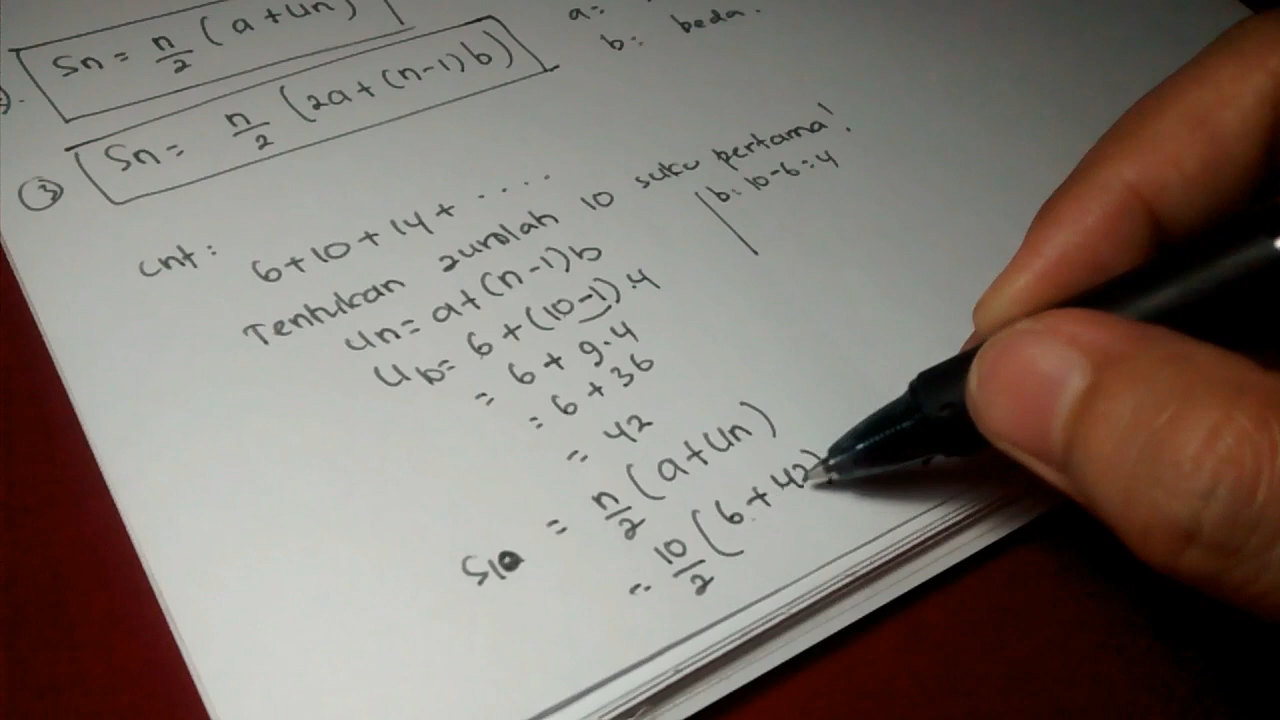 Sn = n/2 (a + Un)
a =
b : beda.
③ Sn = n/2 (2a + (n-1) b)
cnt : 6 + 10 + 14 + ....
Tentukan Jumlah 10 suku pertama!
b = 10 - 6 = 4
Un = a + (n-1) b
U10 = 6 + (10-1) . 4
= 6 + 9 . 4
= 6 + 36
= 42
S10 = n/2 (a + Un)
= 10/2 (6 + 42)